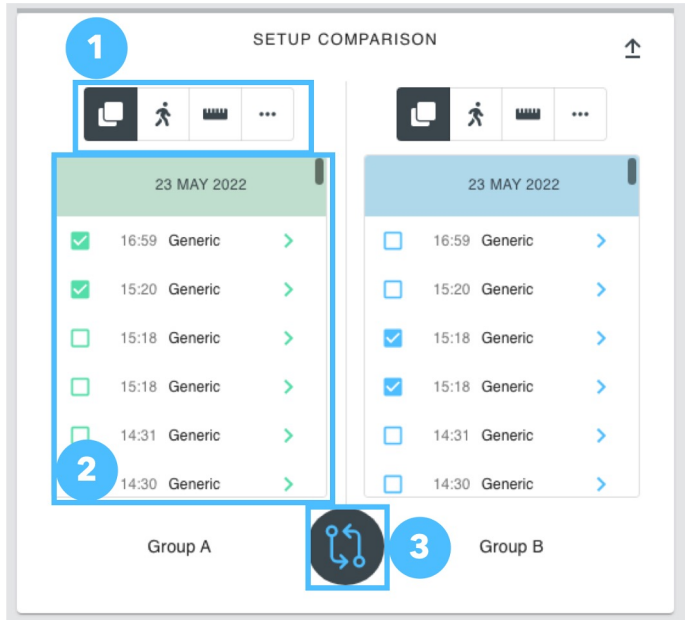 1
SETUP COMPARISON
23 MAY 2022
16:59 Generic
15:20 Generic
15:18 Generic
15:18 Generic
14:31 Generic
14:30 Generic
2
Group A
23 MAY 2022
16:59 Generic
15:20 Generic
15:18 Generic
15:18 Generic
14:31 Generic
14:30 Generic
3
Group B